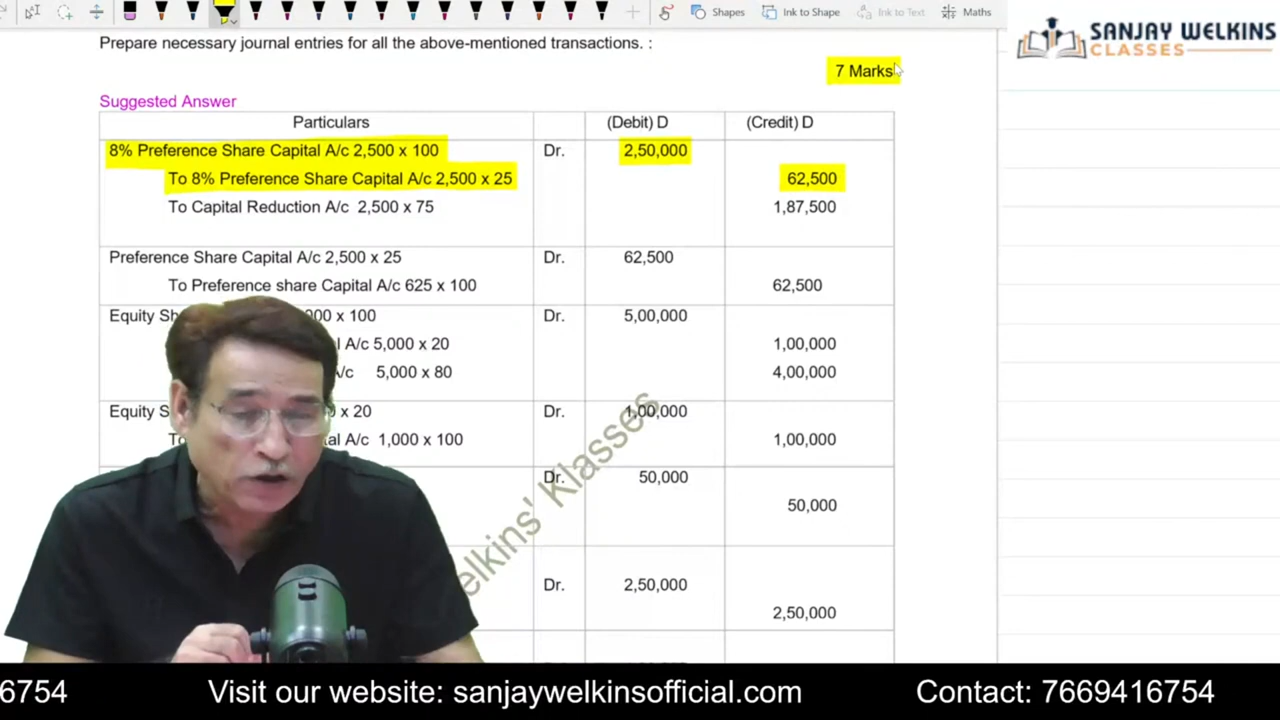 Shapes Ink to Shape Ink to Text Maths
SANJAY WELKINS
CLASSES
Prepare necessary journal entries for all the above-mentioned transactions. :
7 Marks
Suggested Answer
Particulars (Debit) D (Credit) D
8% Preference Share Capital A/c 2,500 x 100 Dr. 2,50,000
To 8% Preference Share Capital A/c 2,500 x 25 62,500
To Capital Reduction A/c 2,500 x 75 1,87,500
Preference Share Capital A/c 2,500 x 25 Dr. 62,500
To Preference share Capital A/c 625 x 100 62,500
Equity Sh 000 x 100 Dr. 5,00,000
l A/c 5,000 x 20 1,00,000
/c 5,000 x 80 4,00,000
Equity S x 20 Dr. 1,00,000
To tal A/c 1,000 x 100 1,00,000
Dr. 50,000
50,000
Dr. 2,50,000
2,50,000
elkins' Klasses
6754 Visit our website: sanjaywelkinsofficial.com Contact: 7669416754